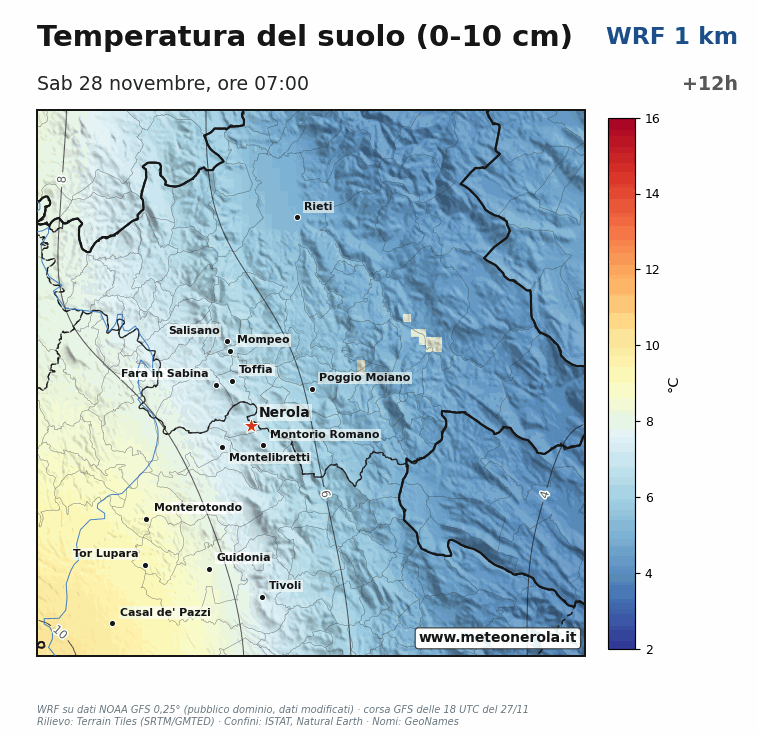 Temperatura del suolo (0-10 cm)
WRF 1 km
Sab 28 novembre, ore 07:00
+12h
8
Rieti
Salisano
Mompeo
Fara in Sabina
Toffia
Poggio Moiano
Nerola
Montorio Romano
Montelibretti
6
4
Monterotondo
Tor Lupara
Guidonia
Tivoli
Casal de' Pazzi
10
www.meteonerola.it
16
14
12
10
8
6
4
2
°C
WRF su dati NOAA GFS 0,25° (pubblico dominio, dati modificati) · corsa GFS delle 18 UTC del 27/11
Rilievo: Terrain Tiles (SRTM/GMTED) · Confini: ISTAT, Natural Earth · Nomi: GeoNames